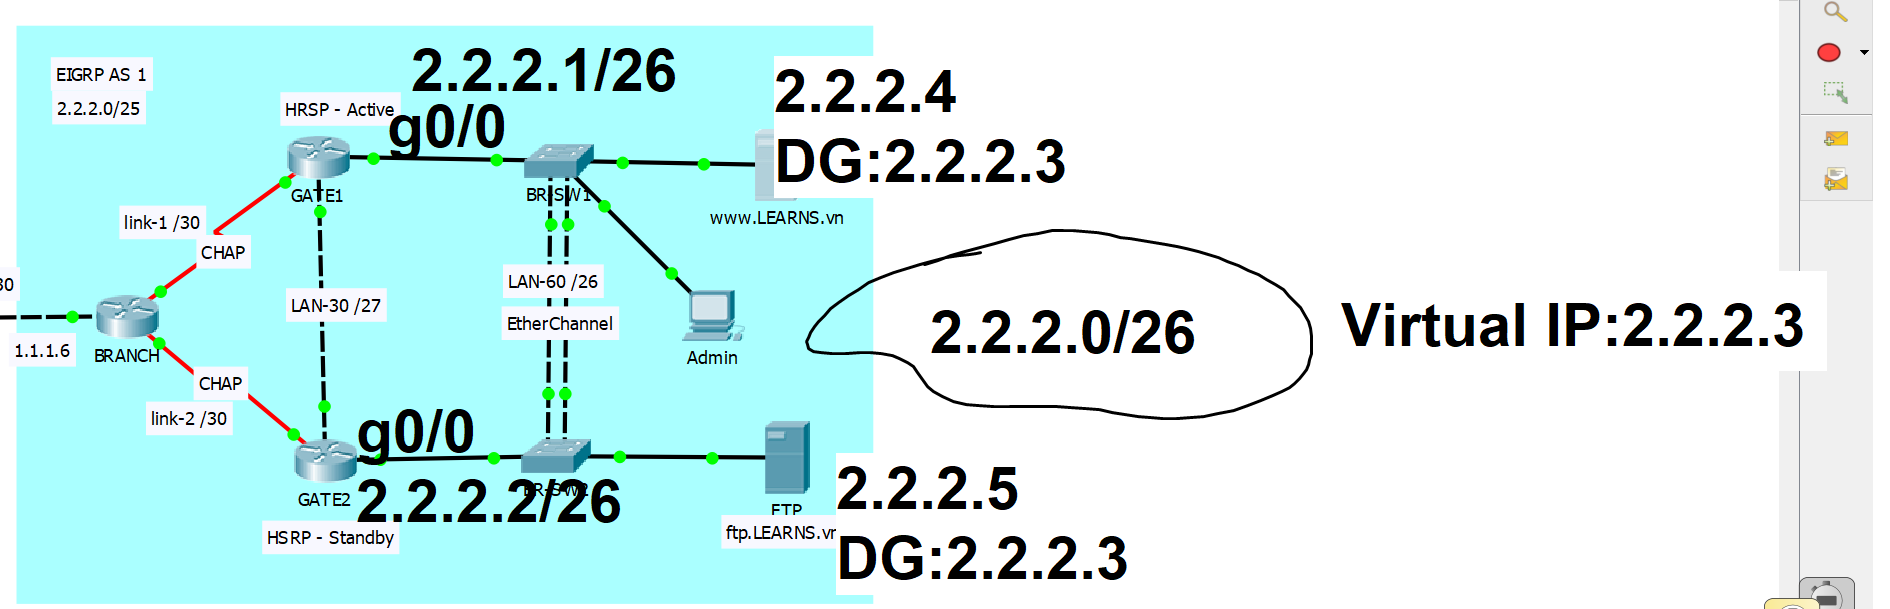 2.2.2.1/26
EIGRP AS 1
2.2.2.0/25
HRSP - Active
g0/0
2.2.2.4
DG:2.2.2.3
GATE1
BR-SW1
www.LEARNS.vn
link-1 /30
CHAP
30
LAN-60 /26
LAN-30 /27
EtherChannel
2.2.2.0/26
Virtual IP:2.2.2.3
1.1.1.6
BRANCH
Admin
CHAP
link-2 /30
g0/0
GATE2
2.2.2.2/26
BR-SW2
2.2.2.5
FTP
HSRP - Standby
ftp.LEARNS.vn
DG:2.2.2.3